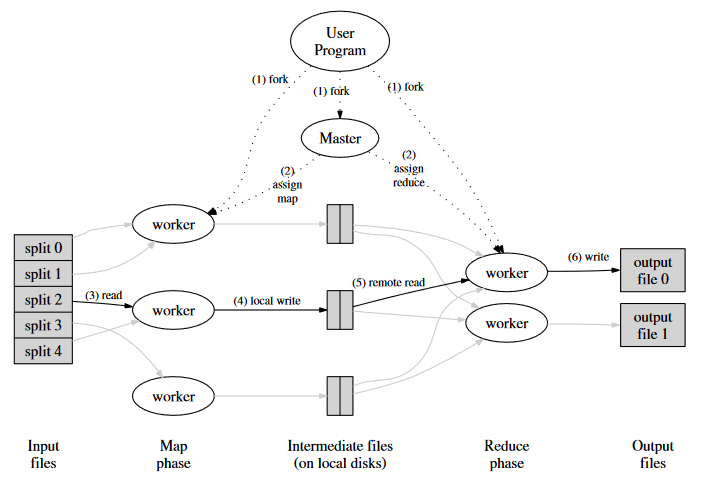 User
Program
(1) fork
(1) fork
(1) fork
Master
(2)
assign
map
(2)
assign
reduce
worker
split 0
split 1
split 2
split 3
split 4
(3) read
worker
(4) local write
(5) remote read
worker
worker
(6) write
output
file 0
worker
output
file 1
Input
files
Map
phase
Intermediate files
(on local disks)
Reduce
phase
Output
files